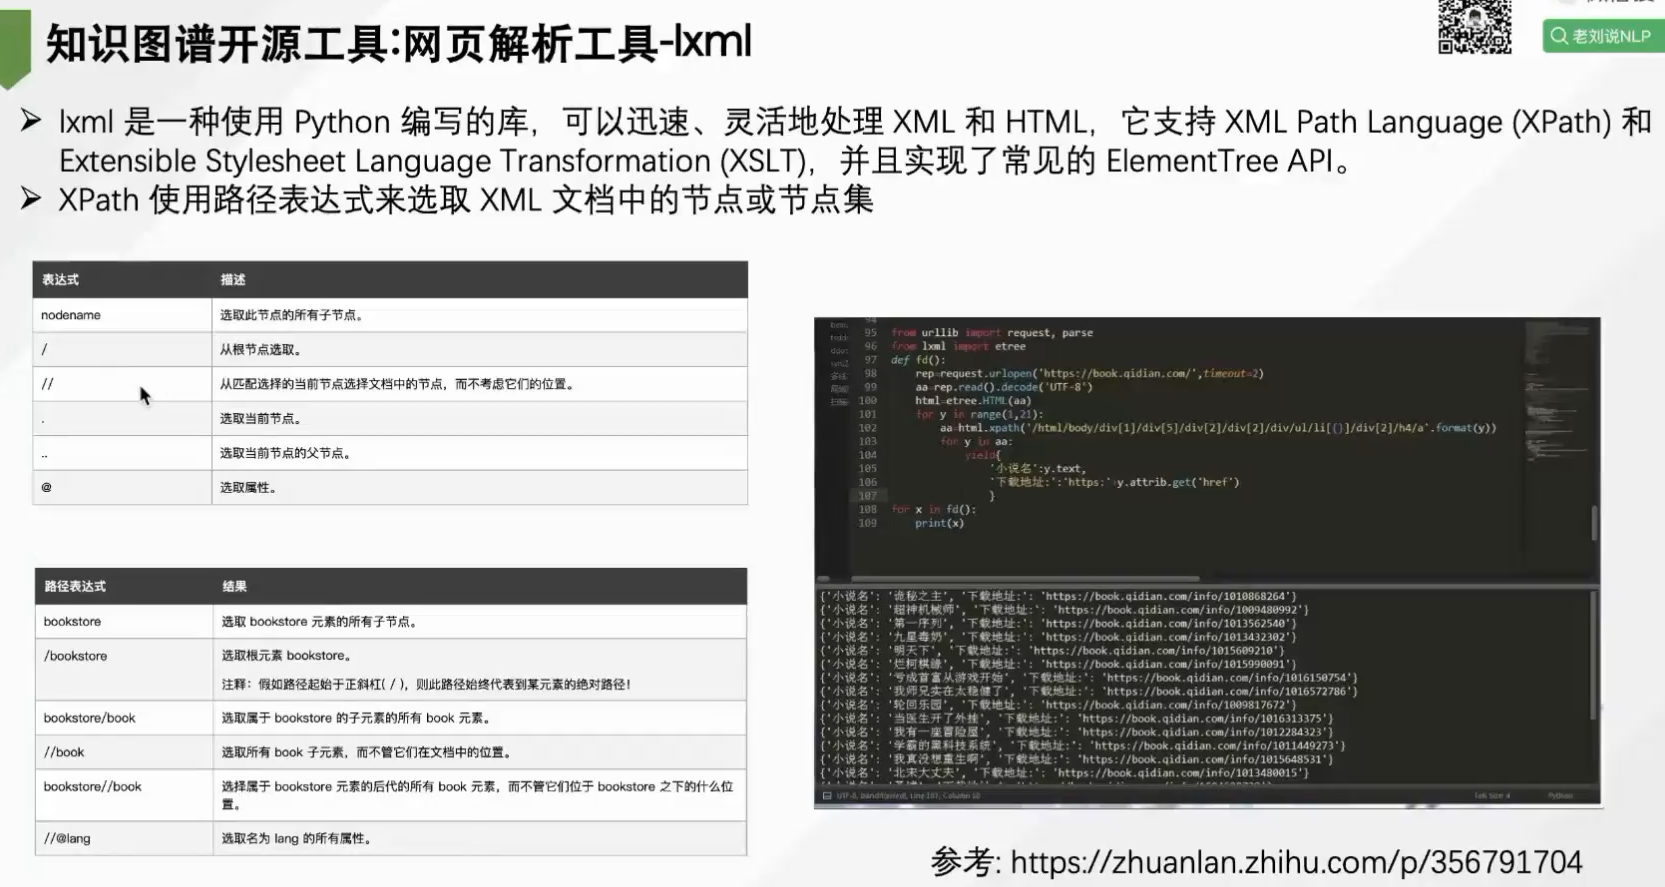 知识图谱开源工具:网页解析工具-lxml
老刘说NLP
➢ lxml 是一种使用 Python 编写的库，可以迅速、灵活地处理 XML 和 HTML，它支持 XML Path Language (XPath) 和
Extensible Stylesheet Language Transformation (XSLT)，并且实现了常见的 ElementTree API。
➢ XPath 使用路径表达式来选取 XML 文档中的节点或节点集
表达式 描述
nodename 选取此节点的所有子节点。
/ 从根节点选取。
// 从匹配选择的当前节点选择文档中的节点，而不考虑它们的位置。
. 选取当前节点。
.. 选取当前节点的父节点。
@ 选取属性。
路径表达式 结果
bookstore 选取 bookstore 元素的所有子节点。
/bookstore 选取根元素 bookstore。
注释：假如路径起始于正斜杠( / )，则此路径始终代表到某元素的绝对路径！
bookstore/book 选取属于 bookstore 的子元素的所有 book 元素。
//book 选取所有 book 子元素，而不管它们在文档中的位置。
bookstore//book 选择属于 bookstore 元素的后代的所有 book 元素，而不管它们位于 bookstore 之下的什么位
置。
//@lang 选取名为 lang 的所有属性。
94
95 from urllib import request, parse
96 from lxml import etree
97 def fd():
98 rep=request.urlopen('https://book.qidian.com/',timeout=2)
99 aa=rep.read().decode('UTF-8')
100 html=etree.HTML(aa)
101 for y in range(1,21):
102 aa=html.xpath('/html/body/div[1]/div[5]/div[2]/div[2]/div/ul/li[{}]/div[2]/h4/a'.format(y))
103 for y in aa:
104 yield{
105 '小说名':y.text,
106 '下载地址:':'https:'+y.attrib.get('href')
107 }
108 for x in fd():
109 print(x)
{'小说名': '诡秘之主', '下载地址:': 'https://book.qidian.com/info/1010868264'}
{'小说名': '超神机械师', '下载地址:': 'https://book.qidian.com/info/1009480992'}
{'小说名': '第一序列', '下载地址:': 'https://book.qidian.com/info/1013562540'}
{'小说名': '九星毒奶', '下载地址:': 'https://book.qidian.com/info/1013432302'}
{'小说名': '明天下', '下载地址:': 'https://book.qidian.com/info/1015609210'}
{'小说名': '烂柯棋缘', '下载地址:': 'https://book.qidian.com/info/1015990091'}
{'小说名': '亏成首富从游戏开始', '下载地址:': 'https://book.qidian.com/info/1016150754'}
{'小说名': '我师兄实在太稳健了', '下载地址:': 'https://book.qidian.com/info/1016572786'}
{'小说名': '轮回乐园', '下载地址:': 'https://book.qidian.com/info/1009817672'}
{'小说名': '当医生开了外挂', '下载地址:': 'https://book.qidian.com/info/1016313375'}
{'小说名': '我有一座冒险屋', '下载地址:': 'https://book.qidian.com/info/1012284323'}
{'小说名': '学霸的黑科技系统', '下载地址:': 'https://book.qidian.com/info/1011449273'}
{'小说名': '我真没想重生啊', '下载地址:': 'https://book.qidian.com/info/1015648531'}
{'小说名': '北宋大丈夫', '下载地址:': 'https://book.qidian.com/info/1013480015'}
Line 107, Column 10 Tab Size: 4 Python
参考: https://zhuanlan.zhihu.com/p/356791704